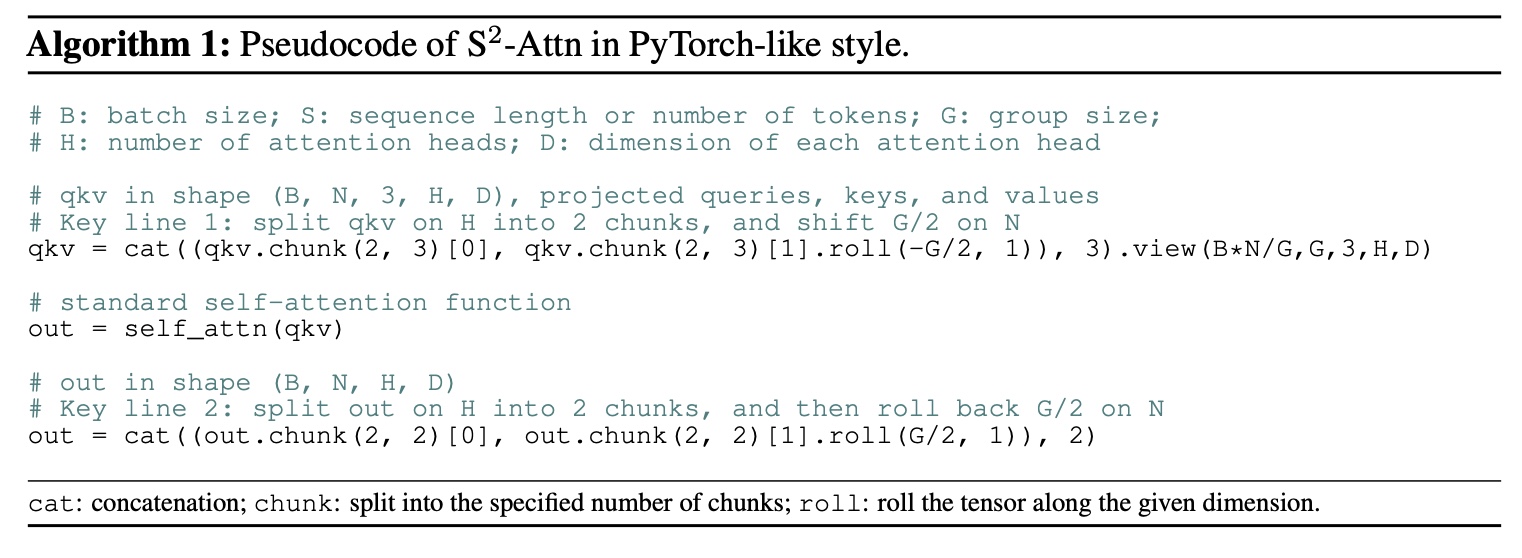 Algorithm 1: Pseudocode of S²-Attn in PyTorch-like style.
# B: batch size; S: sequence length or number of tokens; G: group size;
# H: number of attention heads; D: dimension of each attention head
# qkv in shape (B, N, 3, H, D), projected queries, keys, and values
# Key line 1: split qkv on H into 2 chunks, and shift G/2 on N
qkv = cat((qkv.chunk(2, 3)[0], qkv.chunk(2, 3)[1].roll(-G/2, 1)), 3).view(B*N/G,G,3,H,D)
# standard self-attention function
out = self_attn(qkv)
# out in shape (B, N, H, D)
# Key line 2: split out on H into 2 chunks, and then roll back G/2 on N
out = cat((out.chunk(2, 2)[0], out.chunk(2, 2)[1].roll(G/2, 1)), 2)
cat: concatenation; chunk: split into the specified number of chunks; roll: roll the tensor along the given dimension.